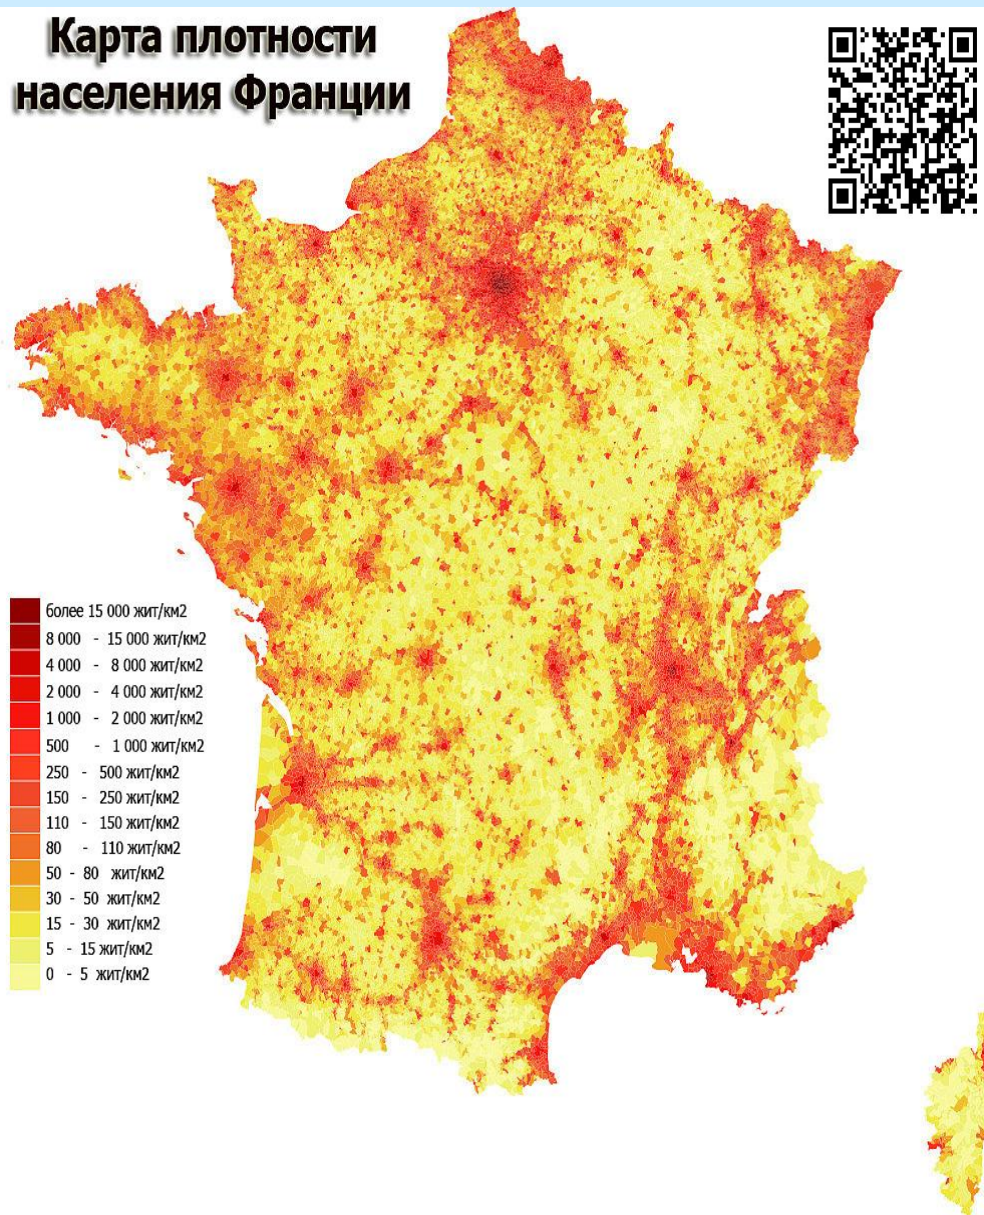 Карта плотности
населения Франции
более 15 000 жит/км2
8 000 - 15 000 жит/км2
4 000 - 8 000 жит/км2
2 000 - 4 000 жит/км2
1 000 - 2 000 жит/км2
500 - 1 000 жит/км2
250 - 500 жит/км2
150 - 250 жит/км2
110 - 150 жит/км2
80 - 110 жит/км2
50 - 80 жит/км2
30 - 50 жит/км2
15 - 30 жит/км2
5 - 15 жит/км2
0 - 5 жит/км2